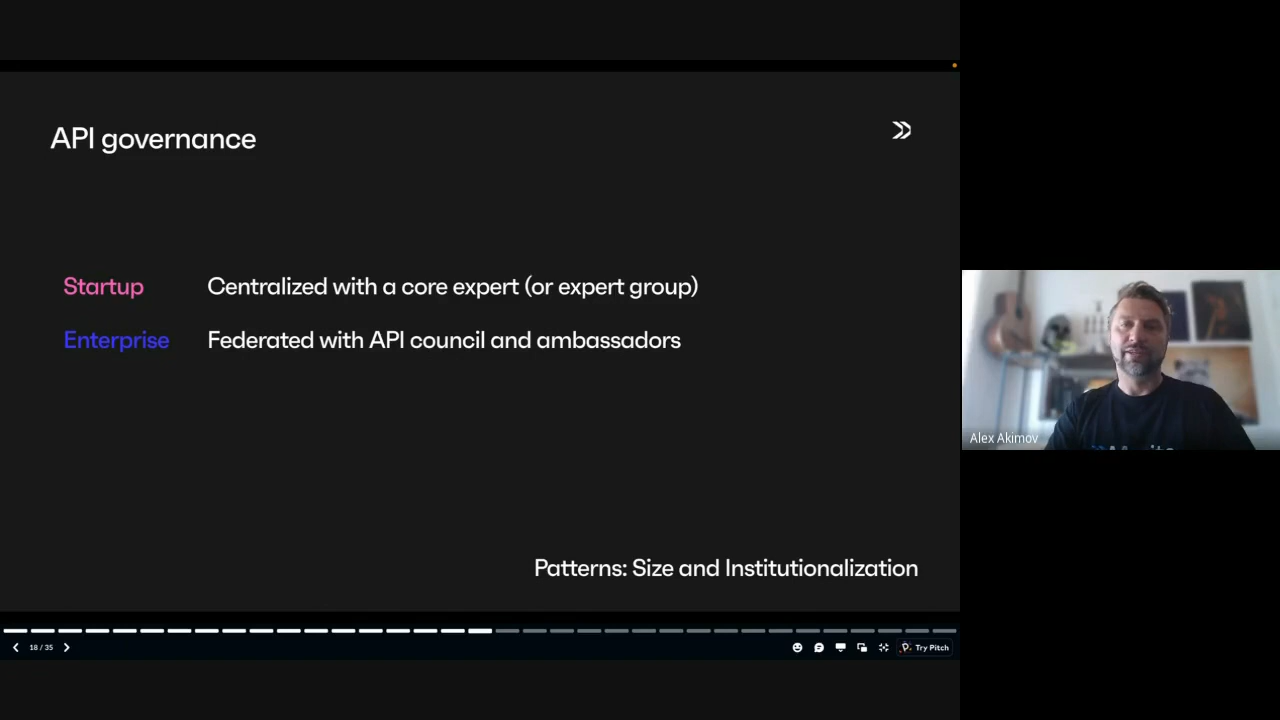 API governance
Startup Centralized with a core expert (or expert group)
Enterprise Federated with API council and ambassadors
Patterns: Size and Institutionalization
18 / 35
Try Pitch
Alex Akimov